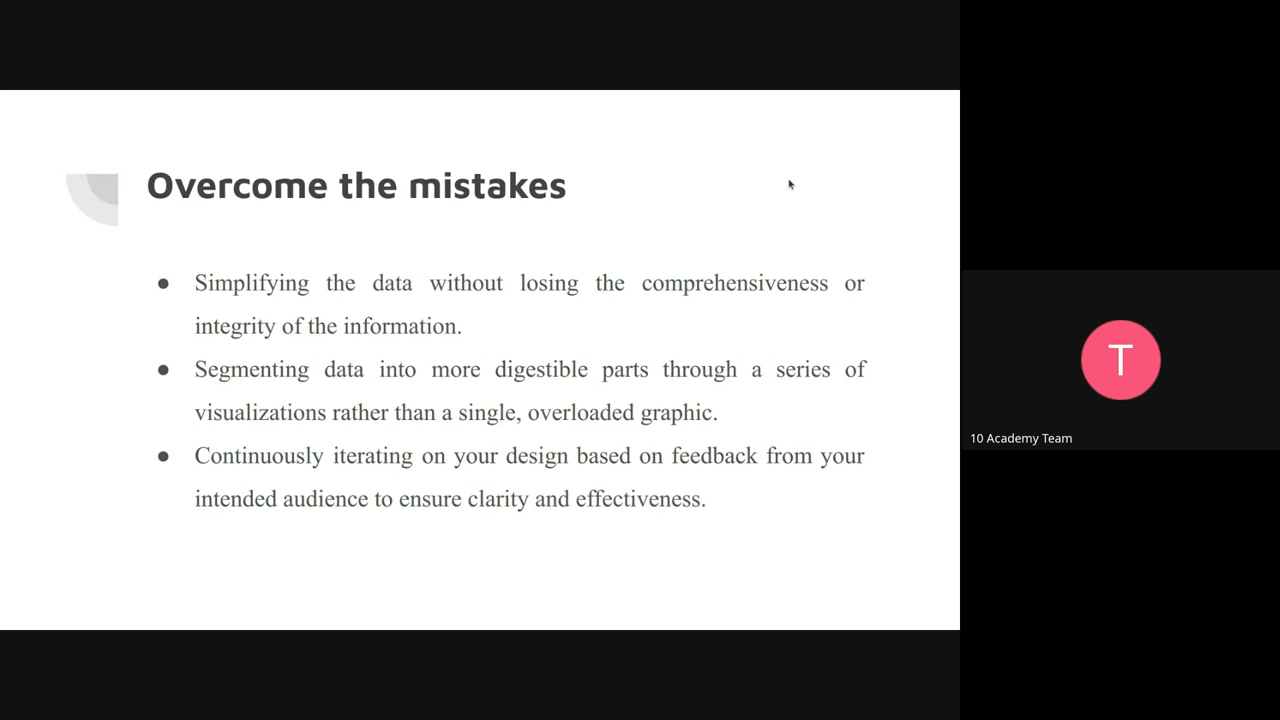 Overcome the mistakes
● Simplifying the data without losing the comprehensiveness or
integrity of the information.
● Segmenting data into more digestible parts through a series of
visualizations rather than a single, overloaded graphic.
● Continuously iterating on your design based on feedback from your
intended audience to ensure clarity and effectiveness.
T
10 Academy Team